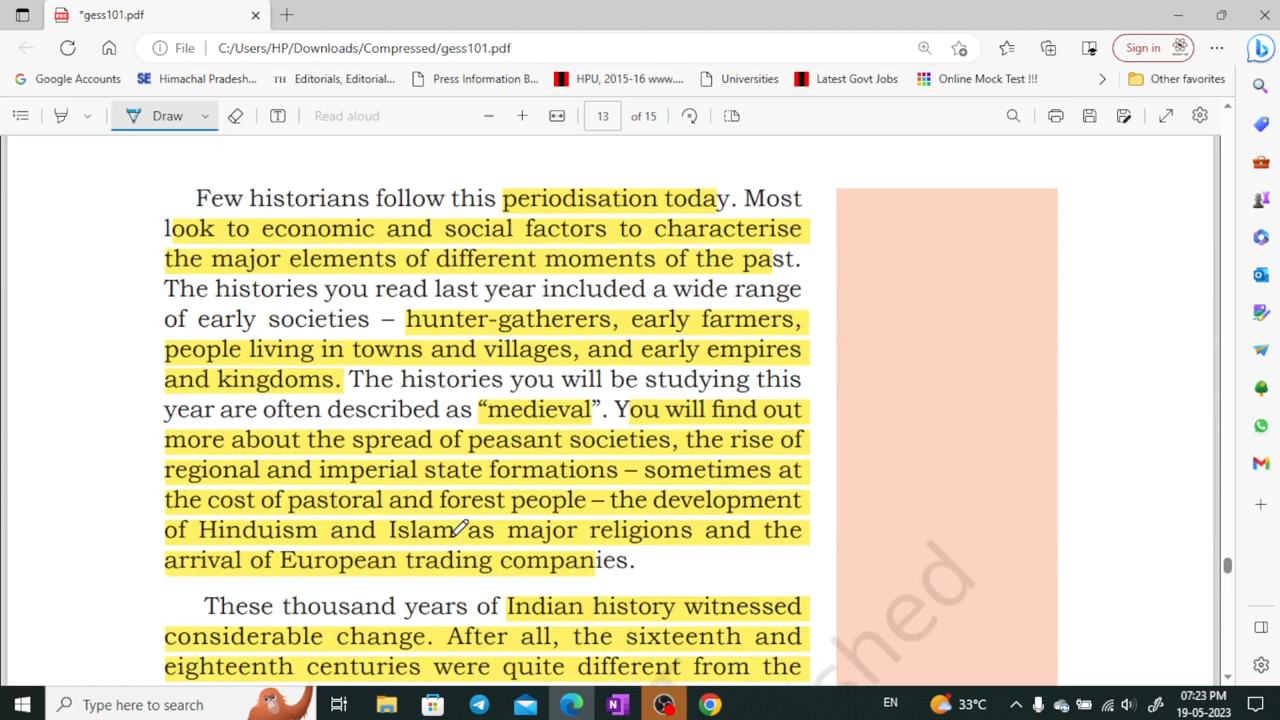 *gess101.pdf
File C:/Users/HP/Downloads/Compressed/gess101.pdf Sign in
Google Accounts SE Himachal Pradesh... TH Editorials, Editorial... Press Information B... HPU, 2015-16 www.... Universities Latest Govt Jobs Online Mock Test !!! Other favorites
Draw Read aloud 13 of 15
Few historians follow this periodisation today. Most
look to economic and social factors to characterise
the major elements of different moments of the past.
The histories you read last year included a wide range
of early societies – hunter-gatherers, early farmers,
people living in towns and villages, and early empires
and kingdoms. The histories you will be studying this
year are often described as “medieval”. You will find out
more about the spread of peasant societies, the rise of
regional and imperial state formations – sometimes at
the cost of pastoral and forest people – the development
of Hinduism and Islam as major religions and the
arrival of European trading companies.
These thousand years of Indian history witnessed
considerable change. After all, the sixteenth and
eighteenth centuries were quite different from the
shed
Type here to search 33°C EN 07:23 PM
19-05-2023